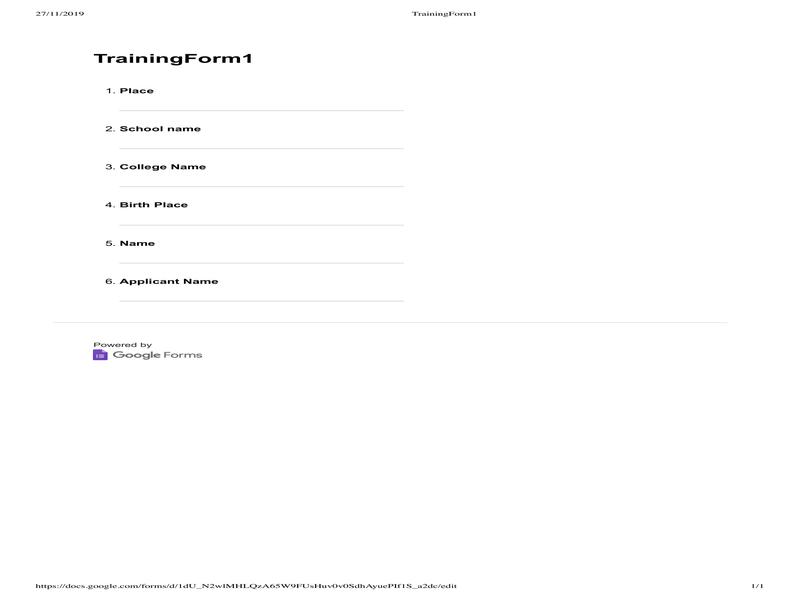 27/11/2019 TrainingForm1
TrainingForm1
1. Place
2. School name
3. College Name
4. Birth Place
5. Name
6. Applicant Name
Powered by
Google Forms
https://docs.google.com/forms/d/1dU_N2wlMHLQzA65W9FUsHuv0v0SdhAyuePIf1S_a2dc/edit 1/1